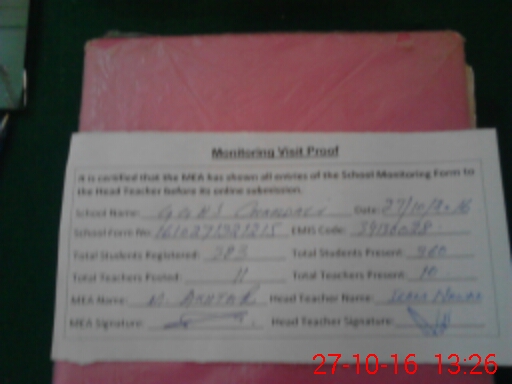 Monitoring Visit Proof
It is certified that the MEA has shown all entries of the School Monitoring Form to
the Head Teacher before its online submission.
School Name: Date: 27/10/2016
School Form No: EMIS Code:
Total Students Registered: 283 Total Students Present:
Total Teachers Posted: 11 Total Teachers Present: 10
MEA Name: M. Head Teacher Name:
MEA Signature: Head Teacher Signature:
27-10-16 13:26